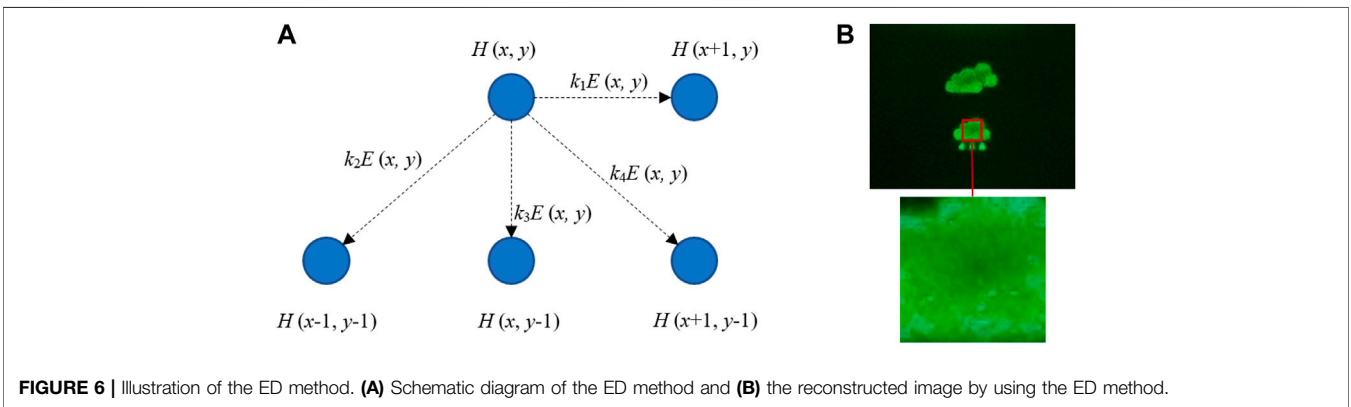 A
B
H (x, y)
H (x+1, y)
k₁E (x, y)
k₂E (x, y)
k₄E (x, y)
k₃E (x, y)
H (x-1, y-1)
H (x, y-1)
H (x+1, y-1)
FIGURE 6 | Illustration of the ED method. (A) Schematic diagram of the ED method and (B) the reconstructed image by using the ED method.